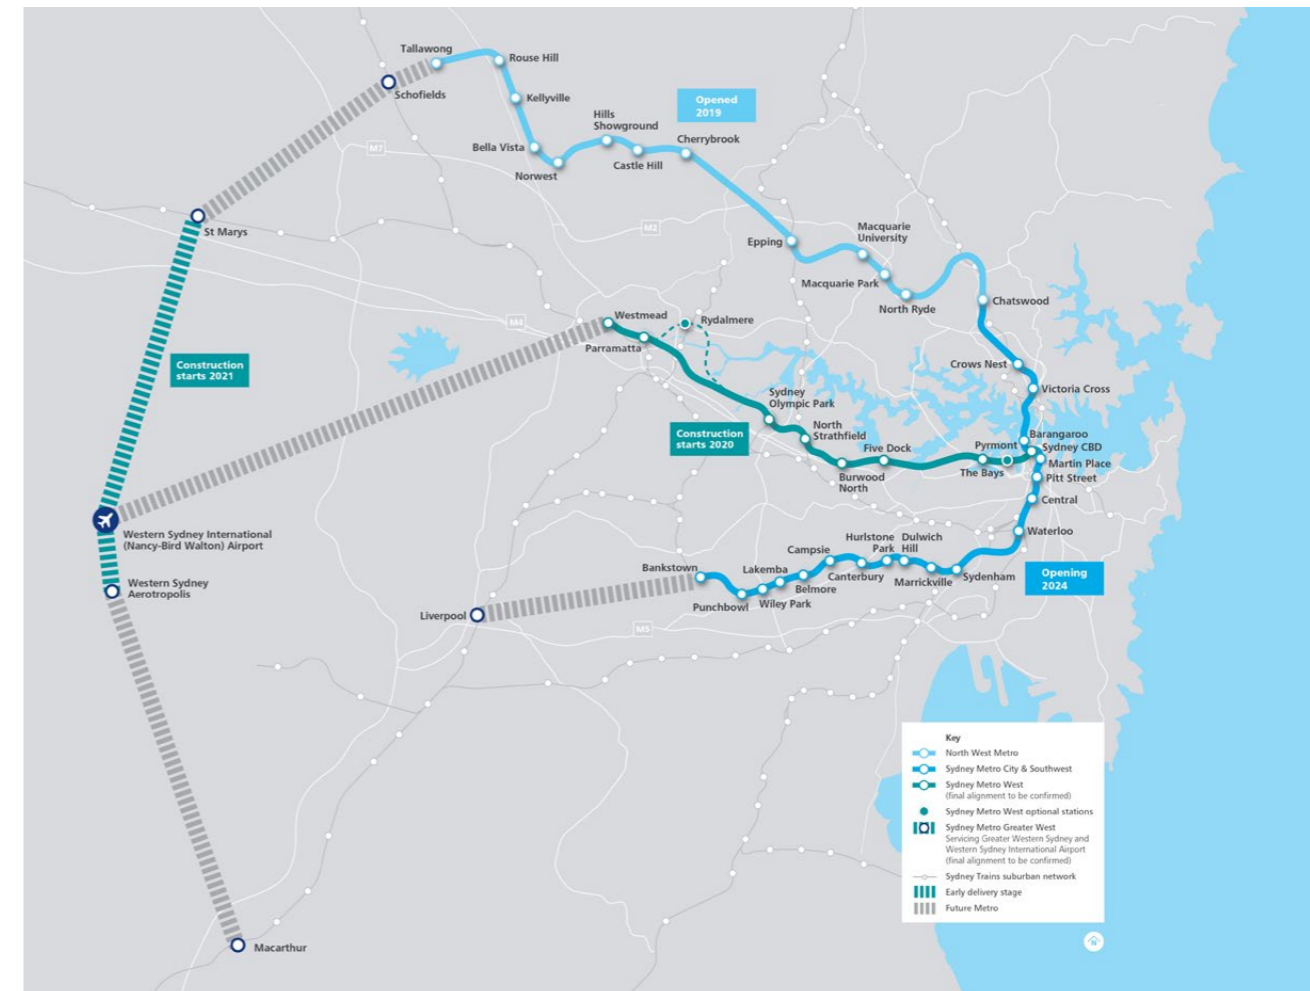 Tallawong
Rouse Hill
Schofields
Kellyville
Opened
2019
Hills
Showground
Cherrybrook
M7
Bella Vista
Castle Hill
Norwest
St Marys
M2
Epping
Macquarie
University
Macquarie Park
North Ryde
Chatswood
Westmead
Rydalmere
M4
Parramatta
Construction
starts 2021
Crows Nest
Victoria Cross
Sydney
Olympic Park
North
Strathfield
Construction
starts 2020
Five Dock
Pyrmont
Barangaroo
Sydney CBD
Martin Place
The Bays
Pitt Street
Burwood
North
Central
Western Sydney International
(Nancy-Bird Walton) Airport
Waterloo
Hurlstone
Park
Dulwich
Hill
Campsie
Bankstown
Lakemba
Canterbury
Marrickville
Sydenham
Belmore
Wiley Park
Punchbowl
Opening
2024
Western Sydney
Aerotropolis
Liverpool
M5
Macarthur
Key
North West Metro
Sydney Metro City & Southwest
Sydney Metro West
(final alignment to be confirmed)
Sydney Metro West optional stations
Sydney Metro Greater West
Servicing Greater Western Sydney and
Western Sydney International Airport
(final alignment to be confirmed)
Sydney Trains suburban network
Early delivery stage
Future Metro
N